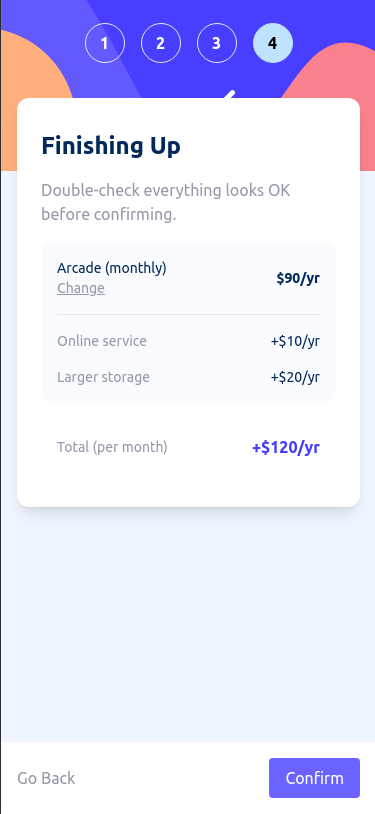 1 2 3 4
Finishing Up
Double-check everything looks OK
before confirming.
Arcade (monthly) $90/yr
Change
Online service +$10/yr
Larger storage +$20/yr
Total (per month) +$120/yr
Go Back Confirm